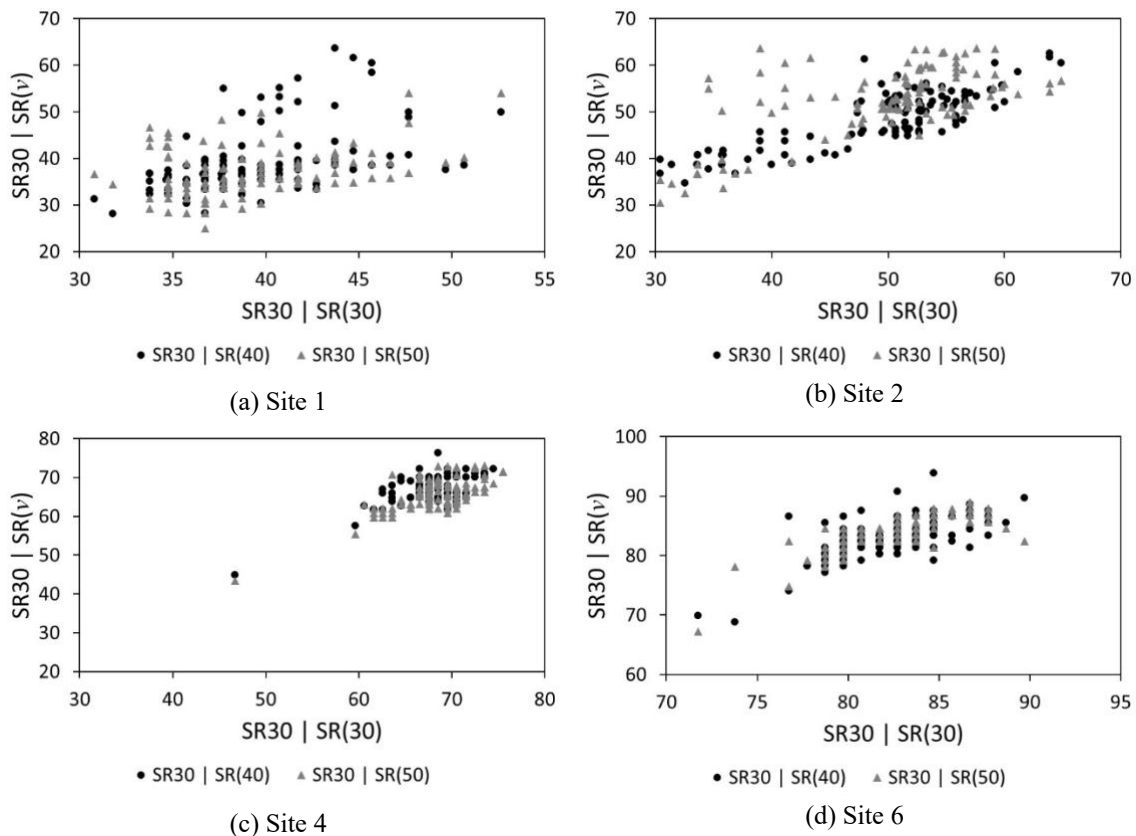 70
60
50
40
30
20
SR30 | SR(v)
30 35 40 45 50 55
SR30 | SR(30)
SR30 | SR(40) SR30 | SR(50)
(a) Site 1
70
60
50
40
30
20
SR30 | SR(v)
30 40 50 60 70
SR30 | SR(30)
SR30 | SR(40) SR30 | SR(50)
(b) Site 2
80
70
60
50
40
30
20
SR30 | SR(v)
30 40 50 60 70 80
SR30 | SR(30)
SR30 | SR(40) SR30 | SR(50)
(c) Site 4
100
90
80
70
60
SR30 | SR(v)
70 75 80 85 90 95
SR30 | SR(30)
SR30 | SR(40) SR30 | SR(50)
(d) Site 6